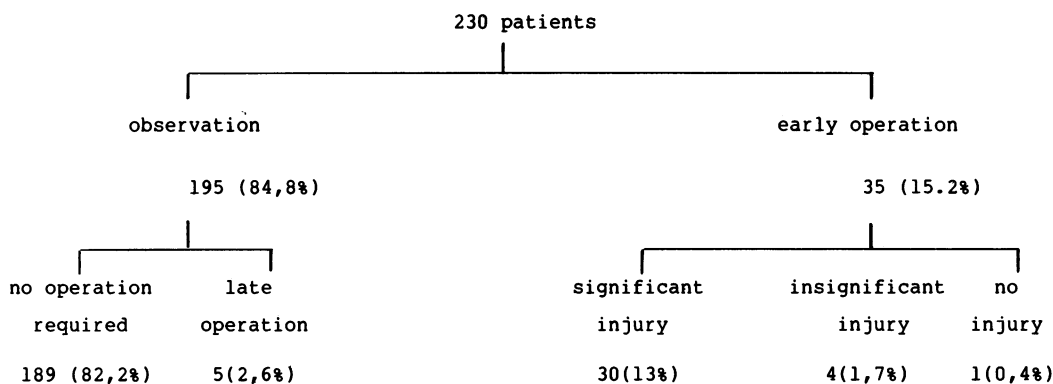 230 patients
observation early operation
195 (84,8%) 35 (15.2%)
no operation late significant insignificant no
required operation injury injury injury
189 (82,2%) 5(2,6%) 30(13%) 4(1,7%) 1(0,4%)